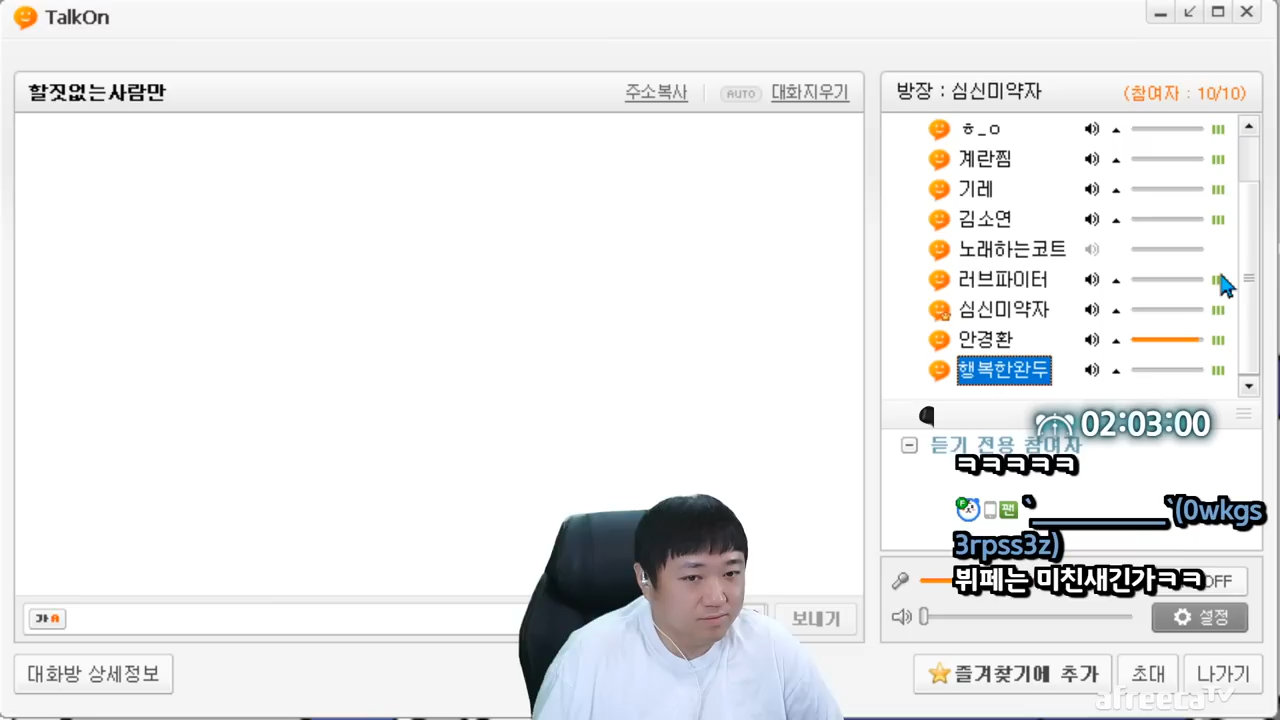 TalkOn
할짓없는사람만
주소복사
AUTO
대화지우기
방장 : 심신미약자
(참여자 : 10/10)
ㅎ_ㅇ
계란찜
기레
김소연
노래하는코트
러브파이터
심신미약자
안경환
행복한완두
02:03:00
듣기 전용 참여자
ㅋㅋㅋㅋㅋ
F
팬
`__________`(0wkgs
3rpss3z)
뷔페는 미친새긴가ㅋㅋ
OFF
가
보내기
설정
대화방 상세정보
즐겨찾기에 추가
초대
나가기
afreecaTV